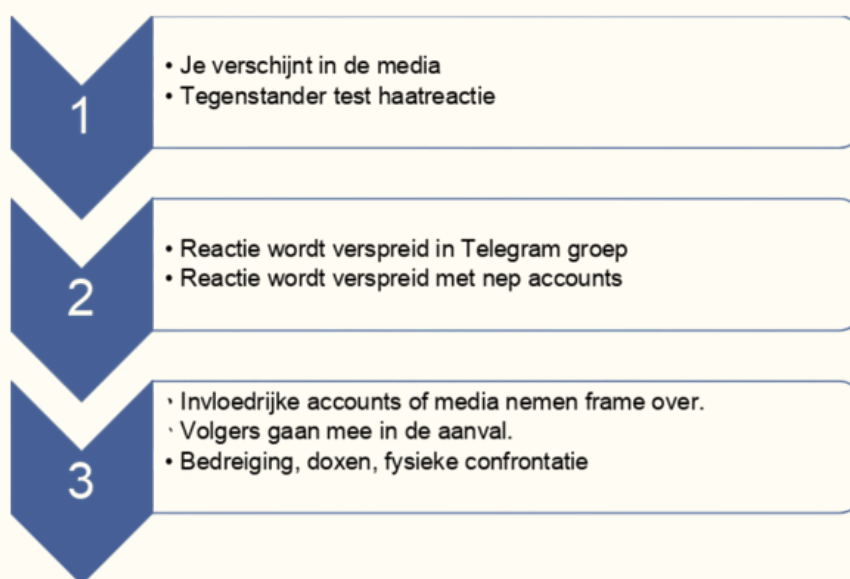 1
• Je verschijnt in de media
• Tegenstander test haatreactie
2
• Reactie wordt verspreid in Telegram groep
• Reactie wordt verspreid met nep accounts
3
• Invloedrijke accounts of media nemen frame over.
• Volgers gaan mee in de aanval.
• Bedreiging, doxen, fysieke confrontatie